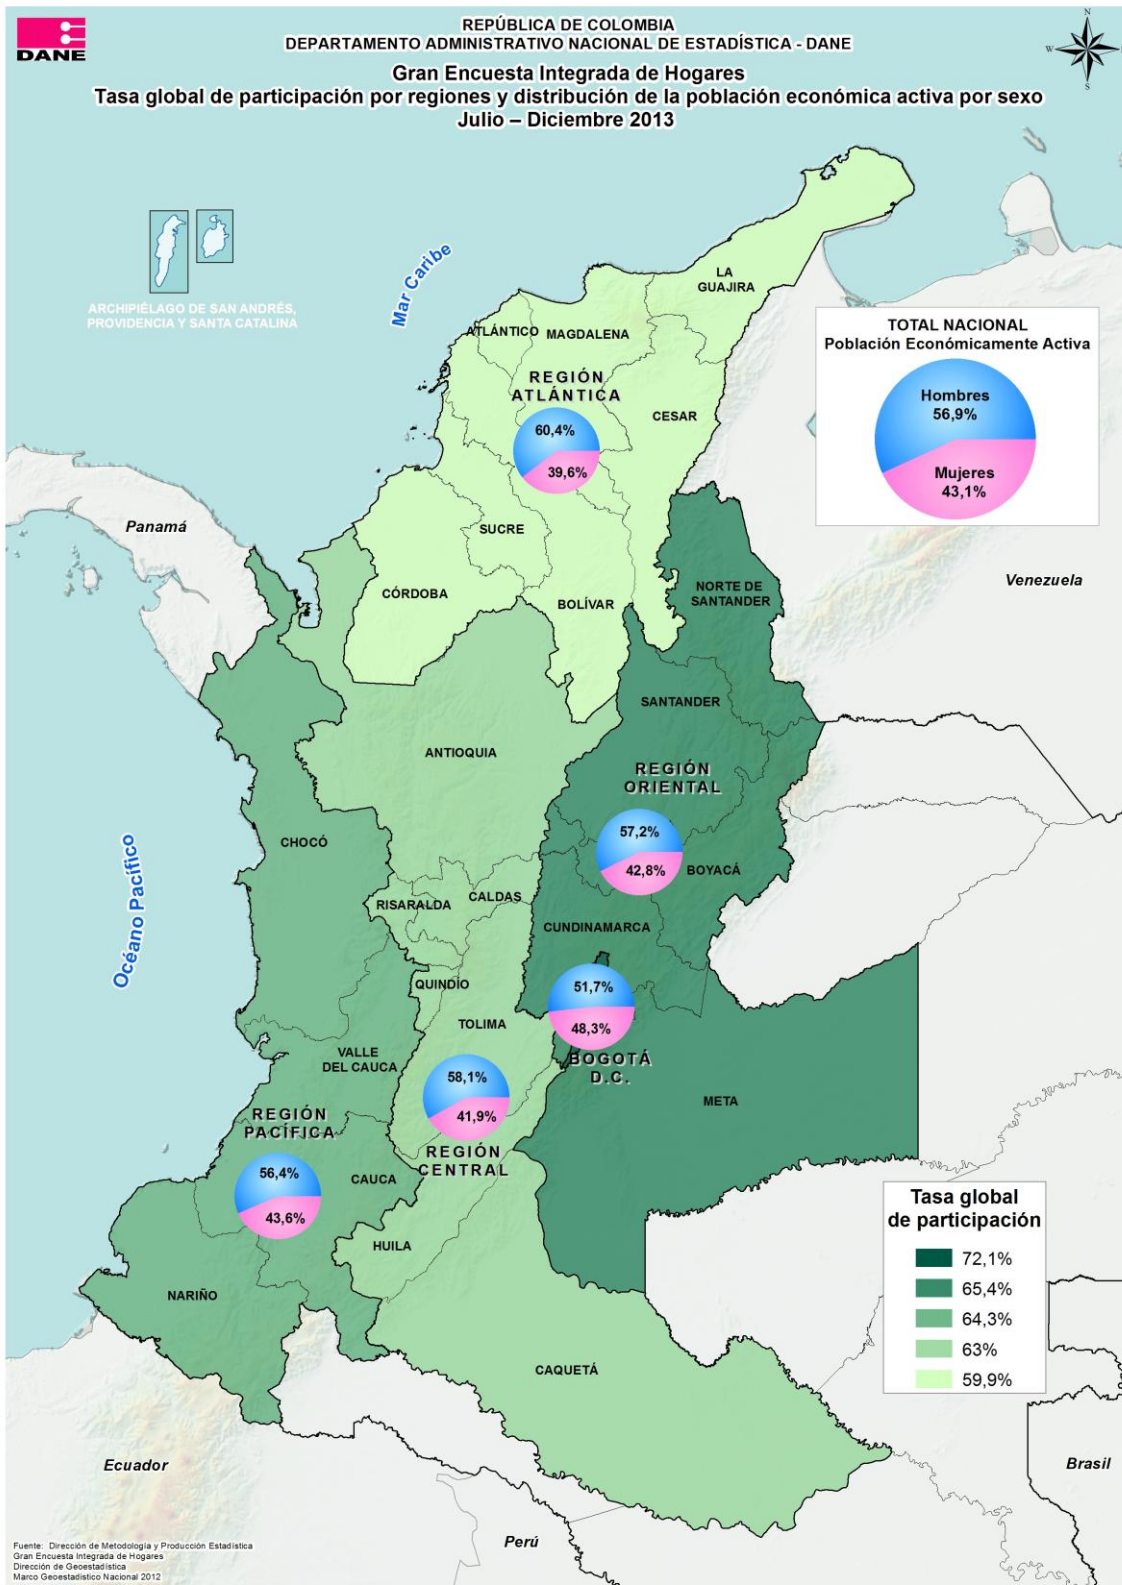 DANE
REPÚBLICA DE COLOMBIA
DEPARTAMENTO ADMINISTRATIVO NACIONAL DE ESTADÍSTICA - DANE
Gran Encuesta Integrada de Hogares
Tasa global de participación por regiones y distribución de la población económica activa por sexo
Julio – Diciembre 2013
N
W
E
S
ARCHIPIÉLAGO DE SAN ANDRÉS,
PROVIDENCIA Y SANTA CATALINA
Mar Caribe
LA
GUAJIRA
ATLÁNTICO
MAGDALENA
REGIÓN
ATLÁNTICA
60,4%
39,6%
CESAR
TOTAL NACIONAL
Población Económicamente Activa
Hombres
56,9%
Mujeres
43,1%
Panamá
SUCRE
CÓRDOBA
BOLÍVAR
NORTE DE
SANTANDER
Venezuela
SANTANDER
ANTIOQUIA
REGIÓN
ORIENTAL
57,2%
42,8%
BOYACÁ
CHOCÓ
Océano Pacífico
RISARALDA
CALDAS
CUNDINAMARCA
QUINDÍO
51,7%
48,3%
BOGOTÁ
D.C.
TOLIMA
VALLE
DEL CAUCA
58,1%
41,9%
REGIÓN
CENTRAL
META
REGIÓN
PACÍFICA
56,4%
43,6%
CAUCA
HUILA
NARIÑO
CAQUETÁ
Tasa global
de participación
72,1%
65,4%
64,3%
63%
59,9%
Ecuador
Perú
Brasil
Fuente: Dirección de Metodología y Producción Estadística
Gran Encuesta Integrada de Hogares
Dirección de Geoestadística
Marco Geoestadistico Nacional 2012